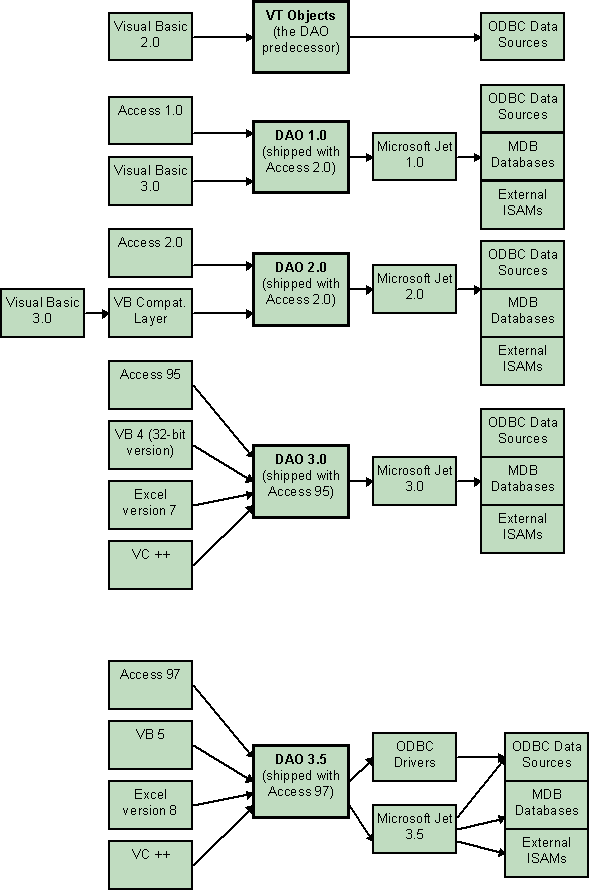 Visual Basic
2.0
VT Objects
(the DAO
predecessor)
ODBC Data
Sources
Access 1.0
Visual Basic
3.0
DAO 1.0
(shipped with
Access 2.0)
Microsoft Jet
1.0
ODBC Data
Sources
MDB
Databases
External
ISAMs
Access 2.0
Visual Basic
3.0
VB Compat.
Layer
DAO 2.0
(shipped with
Access 2.0)
Microsoft Jet
2.0
ODBC Data
Sources
MDB
Databases
External
ISAMs
Access 95
VB 4 (32-bit
version)
Excel
version 7
VC ++
DAO 3.0
(shipped with
Access 95)
Microsoft Jet
3.0
ODBC Data
Sources
MDB
Databases
External
ISAMs
Access 97
VB 5
Excel
version 8
VC ++
DAO 3.5
(shipped with
Access 97)
ODBC
Drivers
Microsoft Jet
3.5
ODBC Data
Sources
MDB
Databases
External
ISAMs